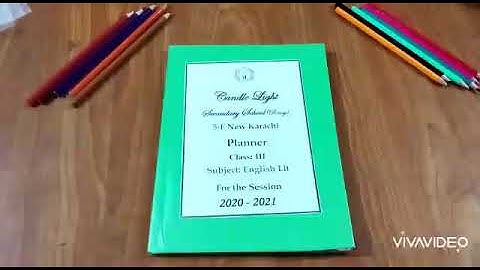 Candle Light
Secondary School (Regd)
5-E New Karachi
Planner
Class: III
Subject: English Lit
For the Session
2020 - 2021
VIVAVIDEO